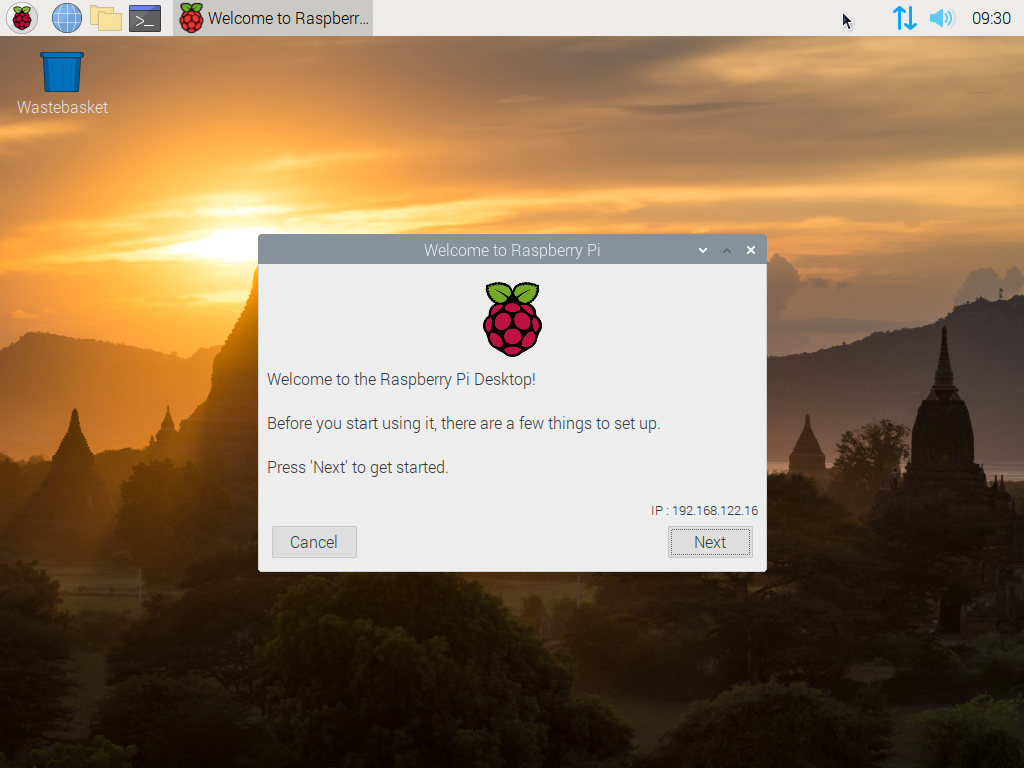 Welcome to Raspberr...
09:30
Wastebasket
Welcome to Raspberry Pi
Welcome to the Raspberry Pi Desktop!
Before you start using it, there are a few things to set up.
Press 'Next' to get started.
IP : 192.168.122.16
Cancel
Next